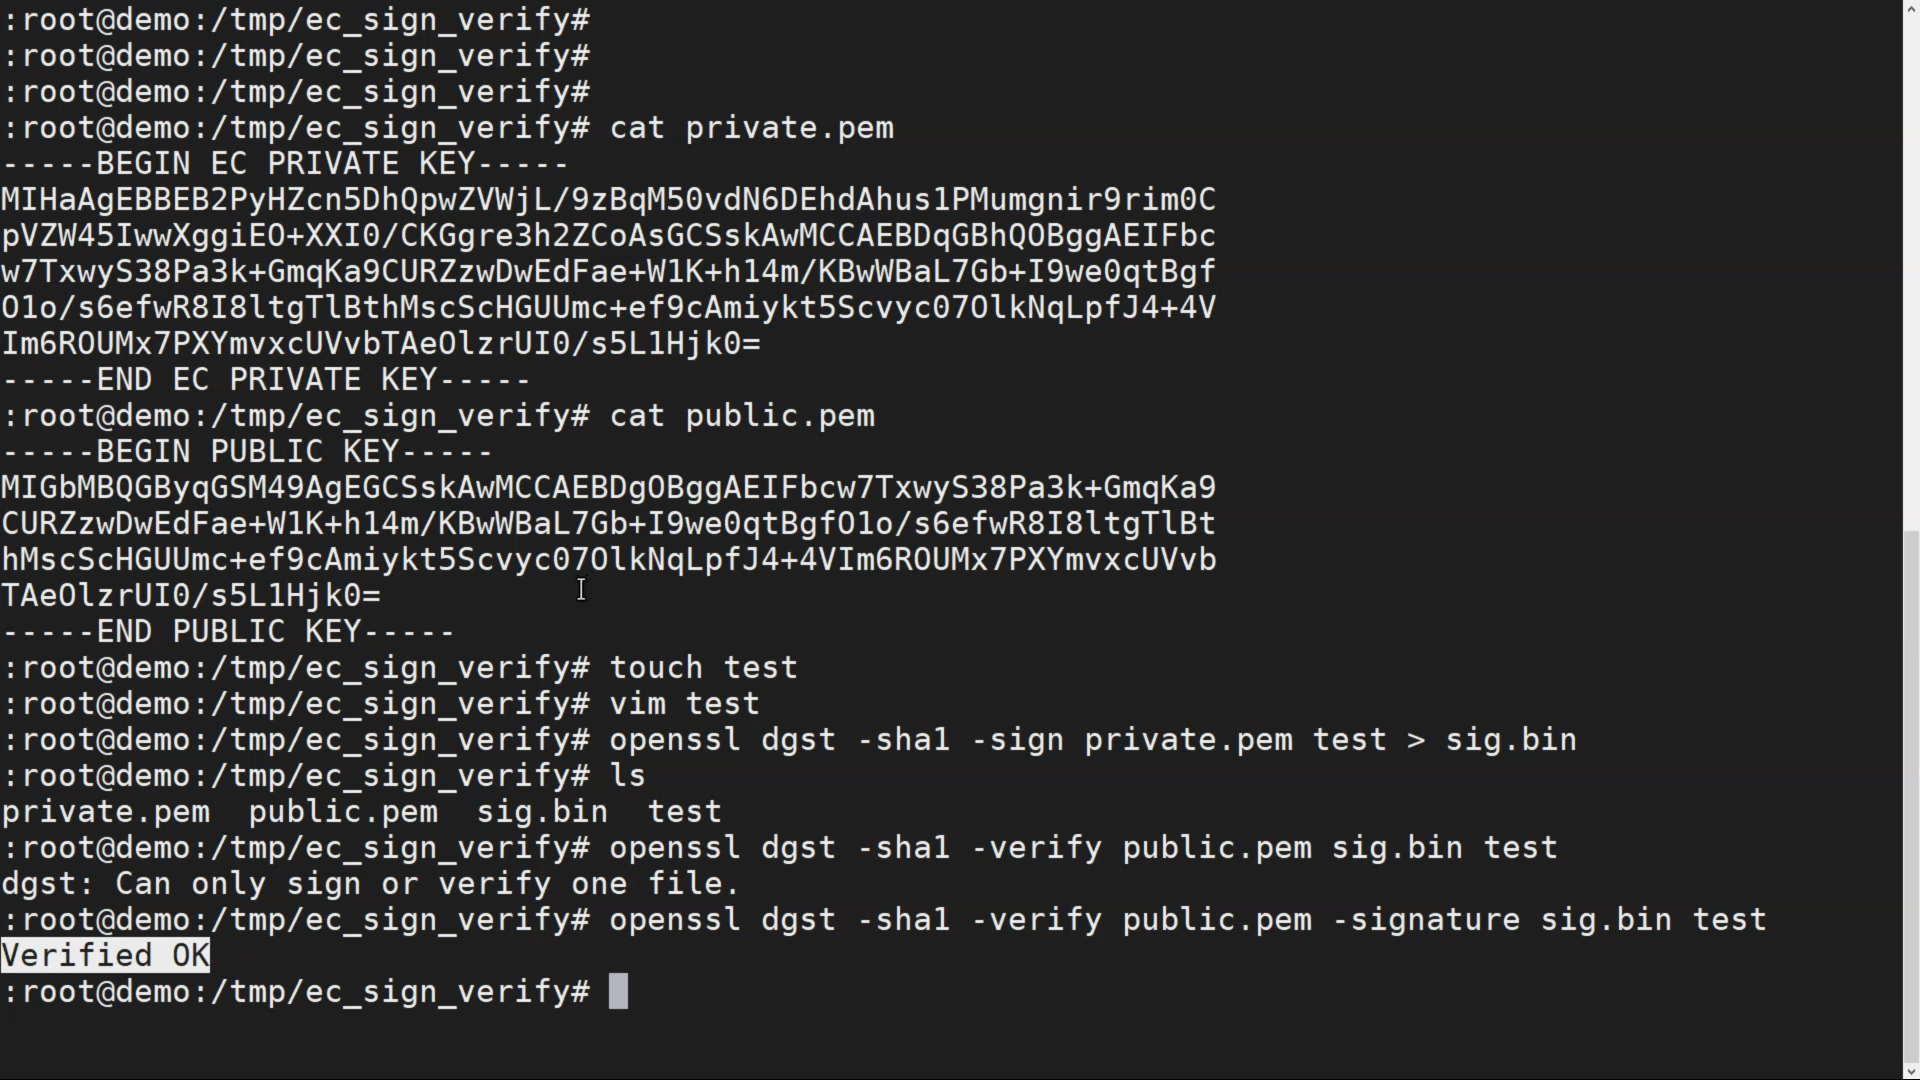 :root@demo:/tmp/ec_sign_verify#
:root@demo:/tmp/ec_sign_verify#
:root@demo:/tmp/ec_sign_verify#
:root@demo:/tmp/ec_sign_verify# cat private.pem
-----BEGIN EC PRIVATE KEY-----
MIHaAgEBBEB2PyHZcn5DhQpwZVWjL/9zBqM50vdN6DEhdAhus1PMumgnir9rim0C
pVZW45IwwXggiEO+XXI0/CKGgre3h2ZCoAsGCSskAwMCCAEBDqGBhQOBggAEIFbc
w7TxwyS38Pa3k+GmqKa9CURZzwDwEdFae+W1K+h14m/KBwWBaL7Gb+I9we0qtBgf
O1o/s6efwR8I8ltgTlBthMscScHGUUmc+ef9cAmiykt5Scvyc07OlkNqLpfJ4+4V
Im6ROUMx7PXYmvxcUVvbTAeOlzrUI0/s5L1Hjk0=
-----END EC PRIVATE KEY-----
:root@demo:/tmp/ec_sign_verify# cat public.pem
-----BEGIN PUBLIC KEY-----
MIGbMBQGByqGSM49AgEGCSskAwMCCAEBDgOBggAEIFbcw7TxwyS38Pa3k+GmqKa9
CURZzwDwEdFae+W1K+h14m/KBwWBaL7Gb+I9we0qtBgfO1o/s6efwR8I8ltgTlBt
hMscScHGUUmc+ef9cAmiykt5Scvyc07OlkNqLpfJ4+4VIm6ROUMx7PXYmvxcUVvb
TAeOlzrUI0/s5L1Hjk0=
-----END PUBLIC KEY-----
:root@demo:/tmp/ec_sign_verify# touch test
:root@demo:/tmp/ec_sign_verify# vim test
:root@demo:/tmp/ec_sign_verify# openssl dgst -sha1 -sign private.pem test > sig.bin
:root@demo:/tmp/ec_sign_verify# ls
private.pem  public.pem  sig.bin  test
:root@demo:/tmp/ec_sign_verify# openssl dgst -sha1 -verify public.pem sig.bin test
dgst: Can only sign or verify one file.
:root@demo:/tmp/ec_sign_verify# openssl dgst -sha1 -verify public.pem -signature sig.bin test
Verified OK
:root@demo:/tmp/ec_sign_verify#